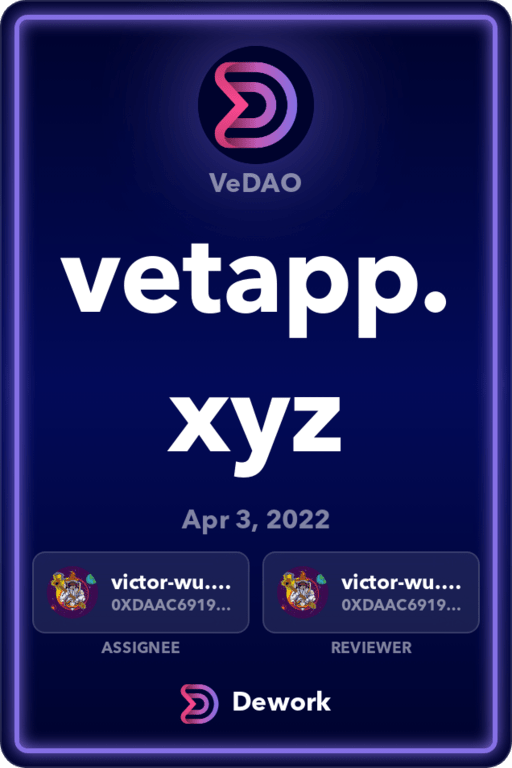 VeDAO
vetapp.
xyz
Apr 3, 2022
victor-wu....
0XDAAC6919...
ASSIGNEE
victor-wu....
0XDAAC6919...
REVIEWER
Dework